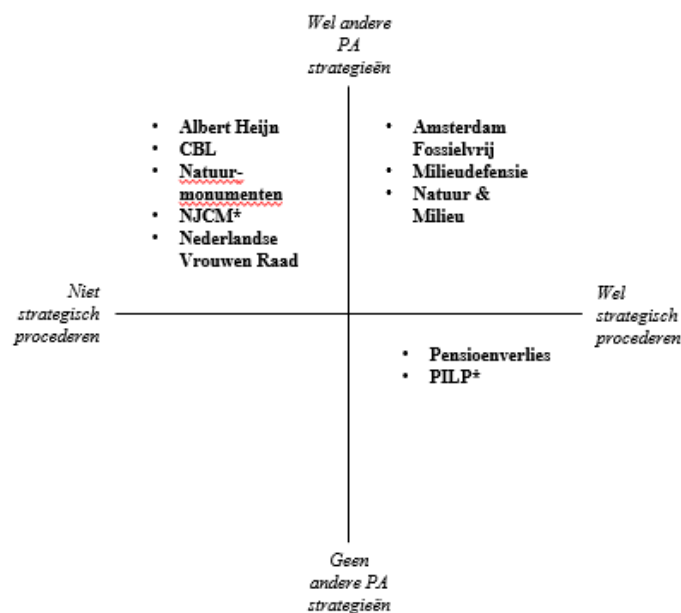 Wel andere
PA
strategieën
• Albert Heijn
• CBL
• Natuur-
monumenten
• NJCM*
• Nederlandse
Vrouwen Raad
• Amsterdam
Fossielvrij
• Milieudefensie
• Natuur &
Milieu
Niet
strategisch
procederen
Wel
strategisch
procederen
• Pensioenverlies
• PILP*
Geen
andere PA
strategieën